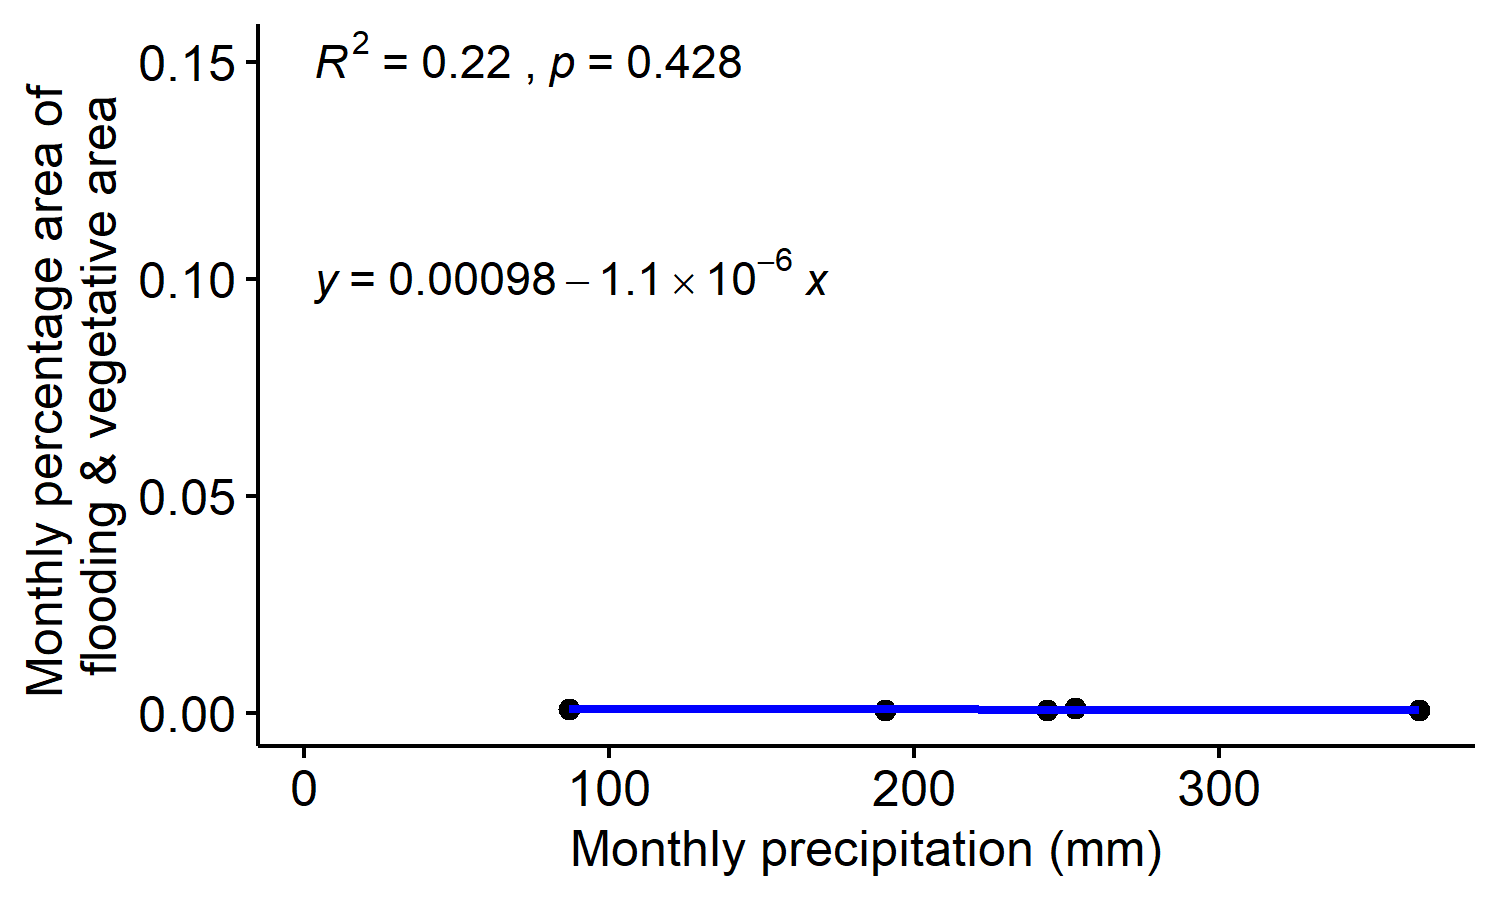 Monthly percentage area of
flooding & vegetative area
0.15
0.10
0.05
0.00
R² = 0.22 , p = 0.428
y = 0.00098 − 1.1 × 10⁻⁶ x
0 100 200 300
Monthly precipitation (mm)